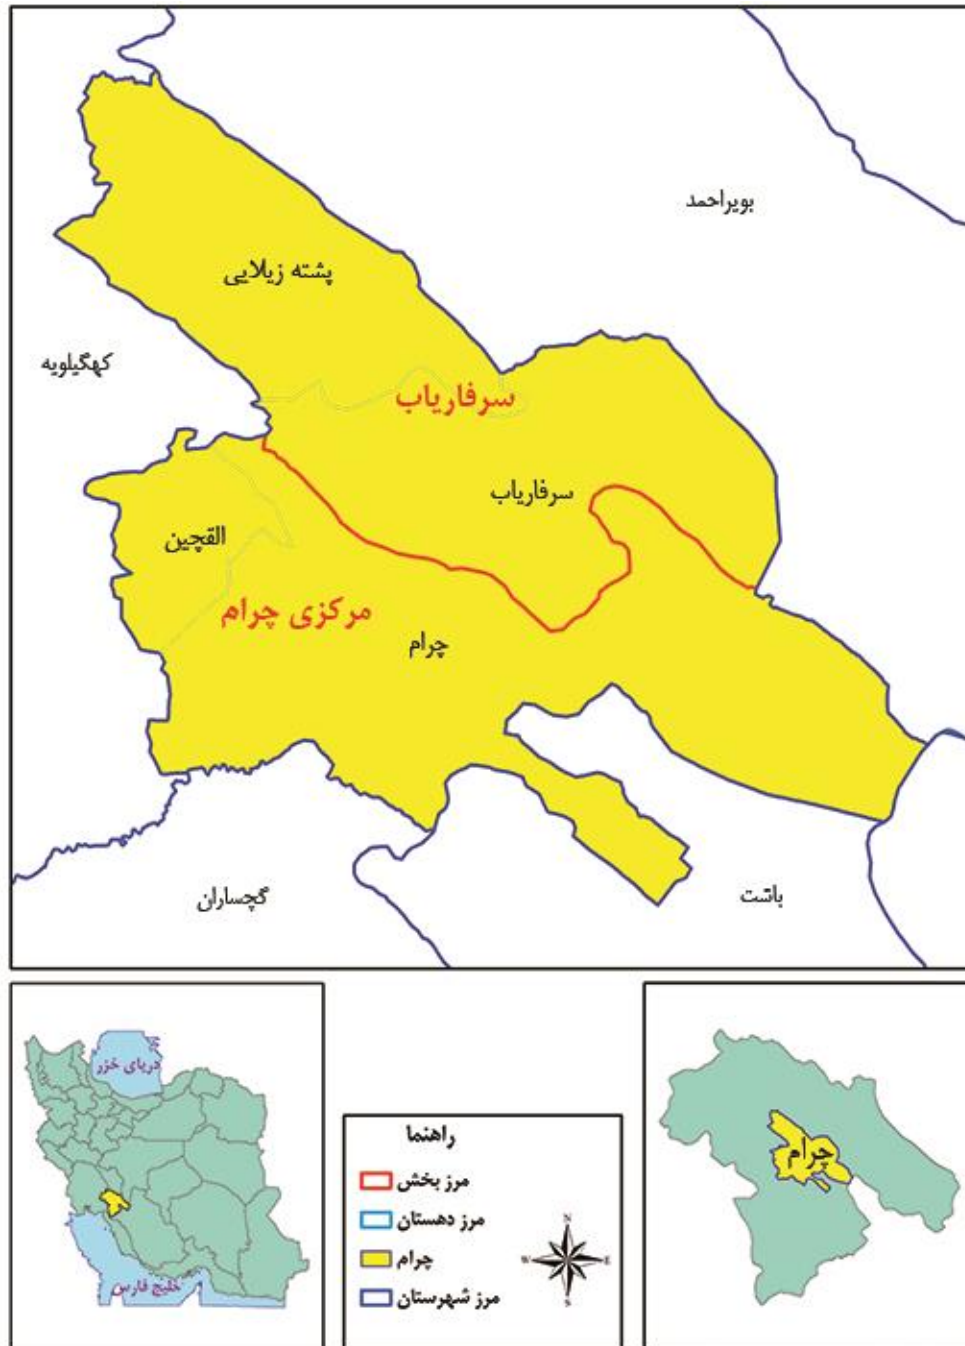 بویراحمد
پشته زیلایی
کهگیلویه
سرفاریاب
سرفاریاب
القچین
مرکزی چرام
چرام
گچساران
باشت
دریای خزر
خلیج فارس
راهنما
مرز بخش
مرز دهستان
چرام
مرز شهرستان
N
W
E
S
چرام